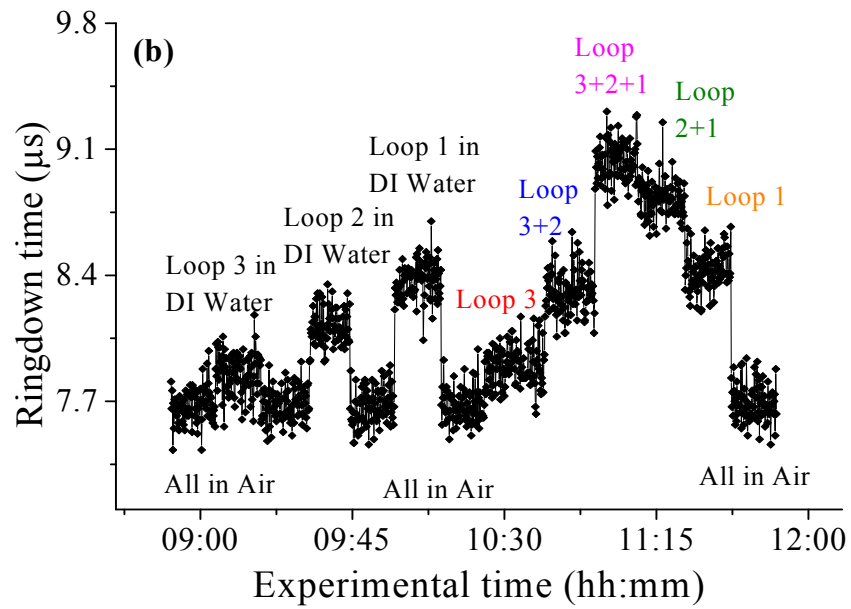 (b)
9.8
9.1
8.4
7.7
Ringdown time (μs)
Loop 3 in
DI Water
Loop 2 in
DI Water
Loop 1 in
DI Water
Loop 3
Loop
3+2
Loop
3+2+1
Loop
2+1
Loop 1
All in Air
All in Air
All in Air
09:00
09:45
10:30
11:15
12:00
Experimental time (hh:mm)